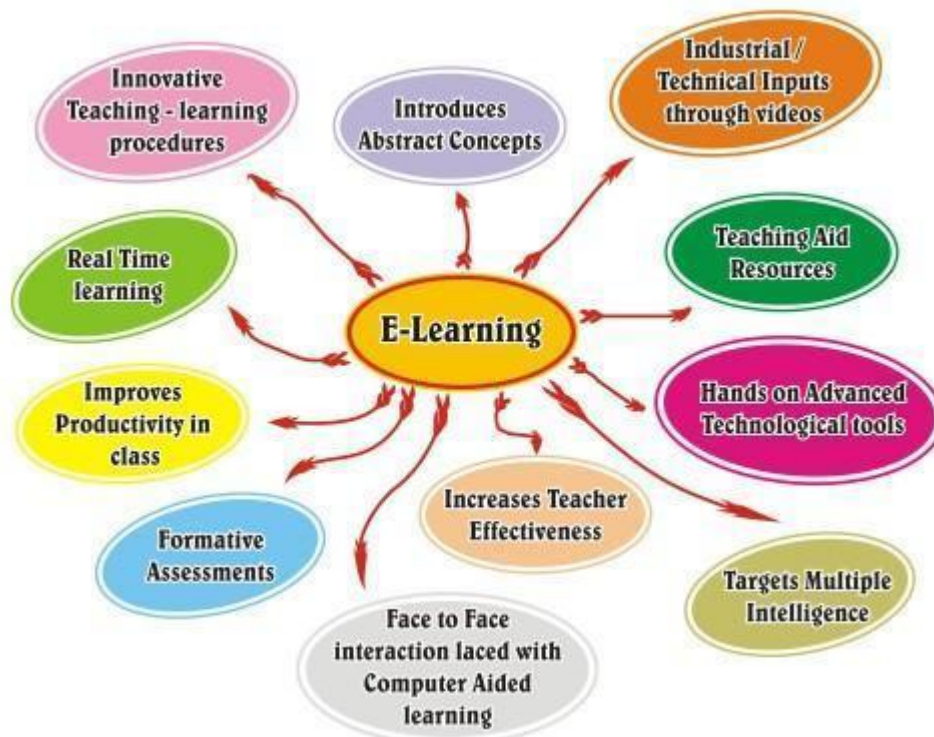 Innovative
Teaching - learning
procedures
Introduces
Abstract Concepts
Industrial /
Technical Inputs
through videos
Real Time
learning
Teaching Aid
Resources
E-Learning
Improves
Productivity in
class
Hands on Advanced
Technological tools
Formative
Assessments
Increases Teacher
Effectiveness
Targets Multiple
Intelligence
Face to Face
interaction laced with
Computer Aided
learning